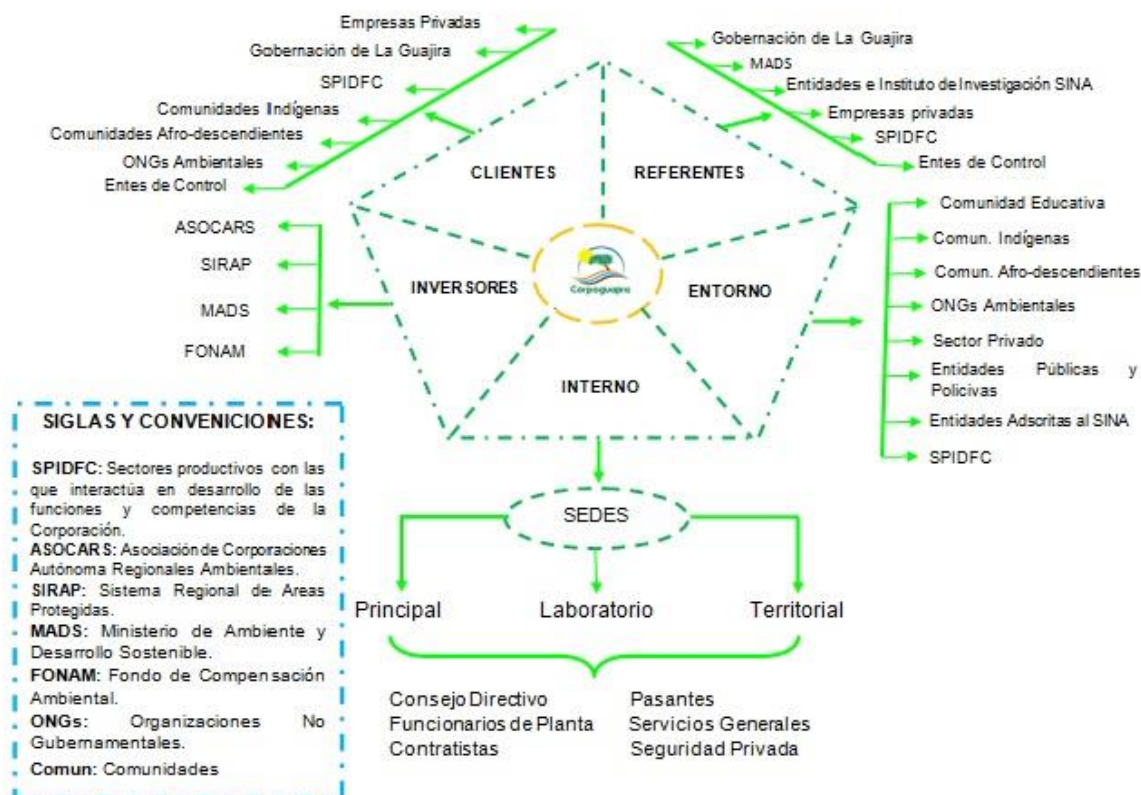 Empresas Privadas
Gobernación de La Guajira
SPIDFC
Comunidades Indígenas
Comunidades Afro-descendientes
ONGs Ambientales
Entes de Control
Gobernación de La Guajira
MADS
Entidades e Instituto de Investigación SINA
Empresas privadas
SPIDFC
Entes de Control
CLIENTES
REFERENTES
ASOCARS
SIRAP
MADS
FONAM
INVERSORES
Corpoguajira
ENTORNO
INTERNO
Comunidad Educativa
Comun. Indígenas
Comun. Afro-descendientes
ONGs Ambientales
Sector Privado
Entidades Públicas y
Policivas
Entidades Adscritas al SINA
SPIDFC
SIGLAS Y CONVENICIONES:
SPIDFC: Sectores productivos con las
que interactúa en desarrollo de las
funciones y competencias de la
Corporación.
ASOCARS: Asociación de Corporaciones
Autónoma Regionales Ambientales.
SIRAP: Sistema Regional de Areas
Protegidas.
MADS: Ministerio de Ambiente y
Desarrollo Sostenible.
FONAM: Fondo de Compensación
Ambiental.
ONGs: Organizaciones No
Gubernamentales.
Comun: Comunidades
SEDES
Principal
Laboratorio
Territorial
Consejo Directivo
Funcionarios de Planta
Contratistas
Pasantes
Servicios Generales
Seguridad Privada